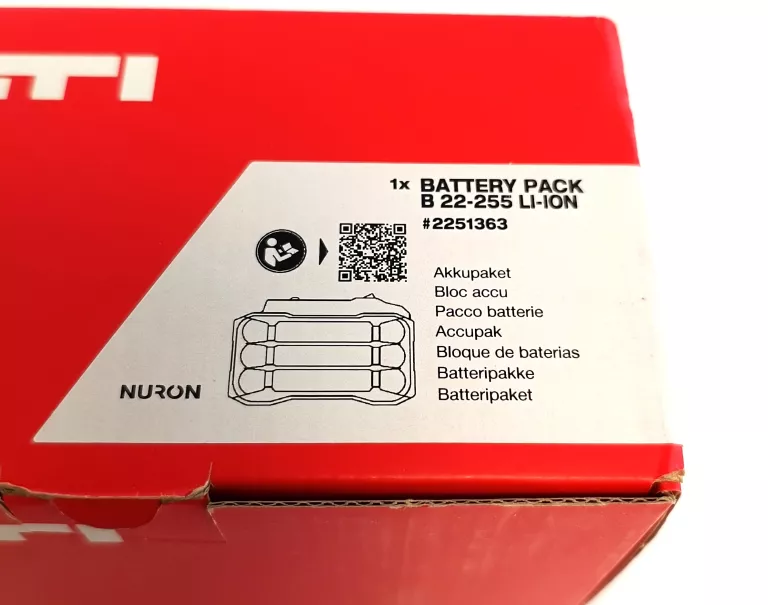 1x BATTERY PACK
B 22-255 LI-ION
#2251363
Akkupaket
Bloc accu
Pacco batterie
Accupak
Bloque de baterias
Batteripakke
Batteripaket
NURON